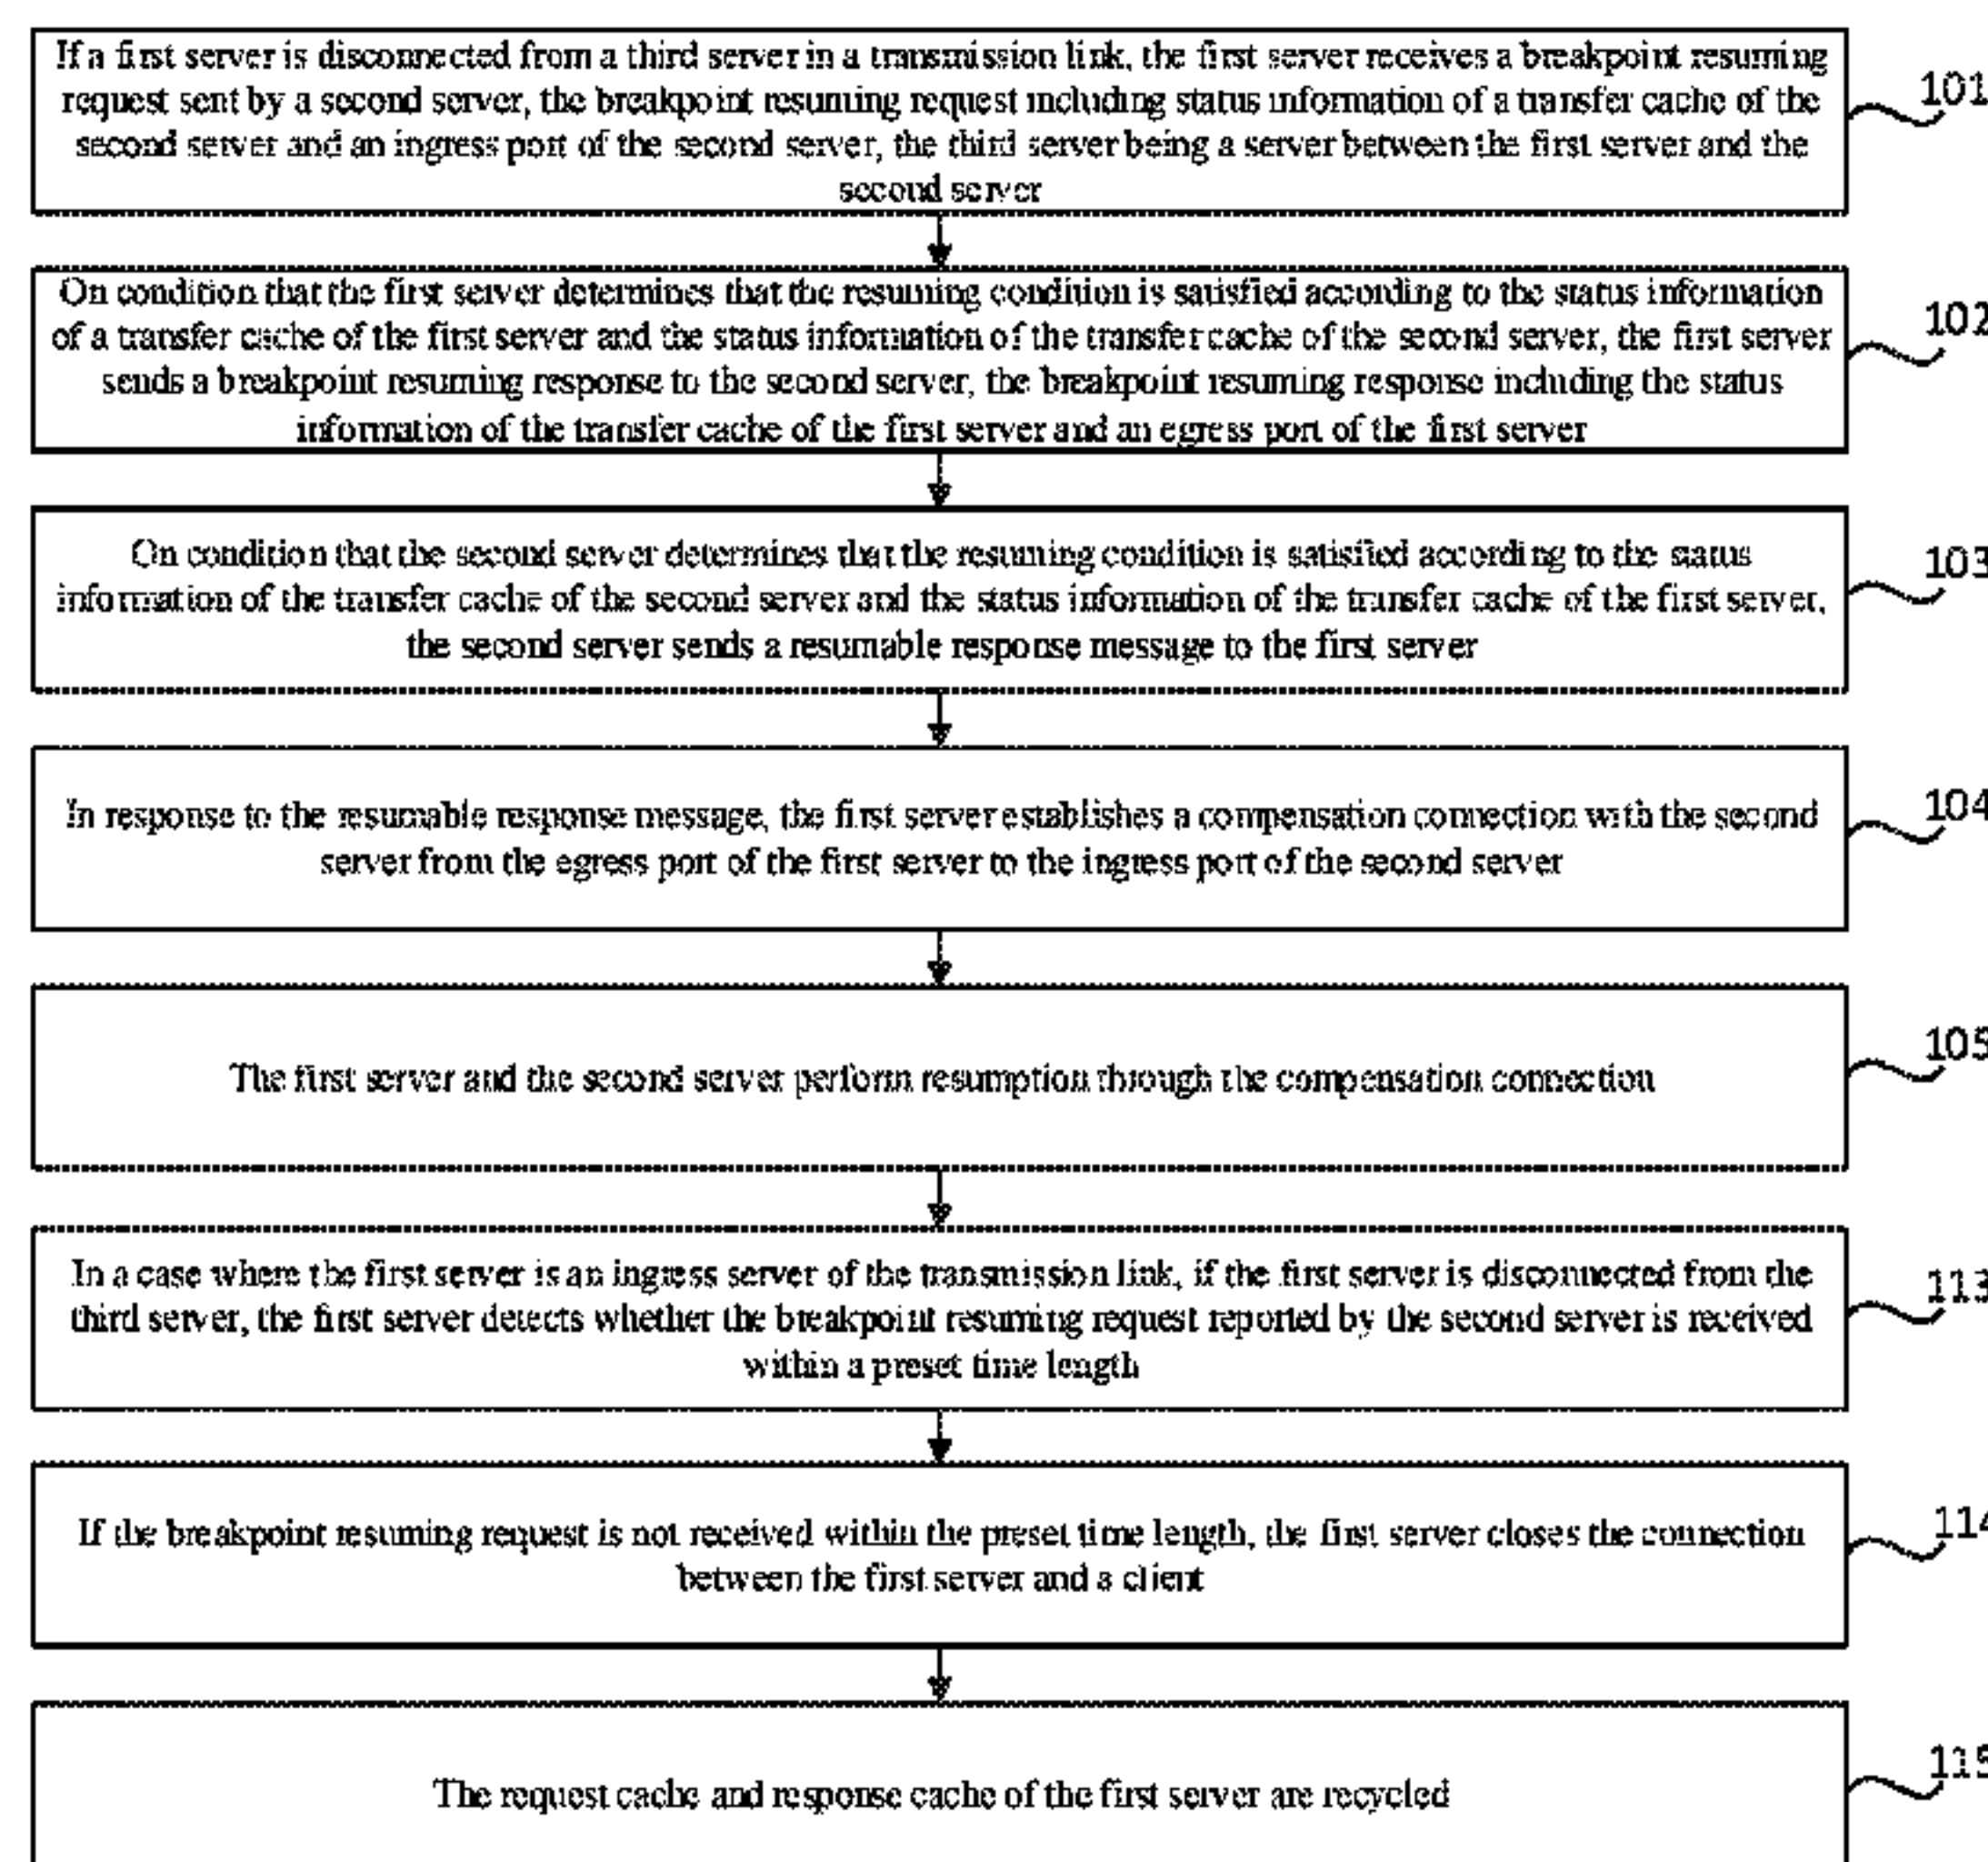 If a first server is disconnected from a third server in a transmission link, the first server receives a breakpoint resuming
request sent by a second server, the breakpoint resuming request including status information of a transfer cache of the
second server and an ingress port of the second server, the third server being a server between the first server and the
second server
101
On condition that the first server determines that the resuming condition is satisfied according to the status information
of a transfer cache of the first server and the status information of the transfer cache of the second server, the first server
sends a breakpoint resuming response to the second server, the breakpoint resuming response including the status
information of the transfer cache of the first server and an egress port of the first server
102
On condition that the second server determines that the resuming condition is satisfied according to the status
information of the transfer cache of the second server and the status information of the transfer cache of the first server,
the second server sends a resumable response message to the first server
103
In response to the resumable response message, the first server establishes a compensation connection with the second
server from the egress port of the first server to the ingress port of the second server
104
The first server and the second server perform resumption through the compensation connection
105
In a case where the first server is an ingress server of the transmission link, if the first server is disconnected from the
third server, the first server detects whether the breakpoint resuming request reported by the second server is received
within a preset time length
113
If the breakpoint resuming request is not received within the preset time length, the first server closes the connection
between the first server and a client
114
The request cache and response cache of the first server are recycled
115